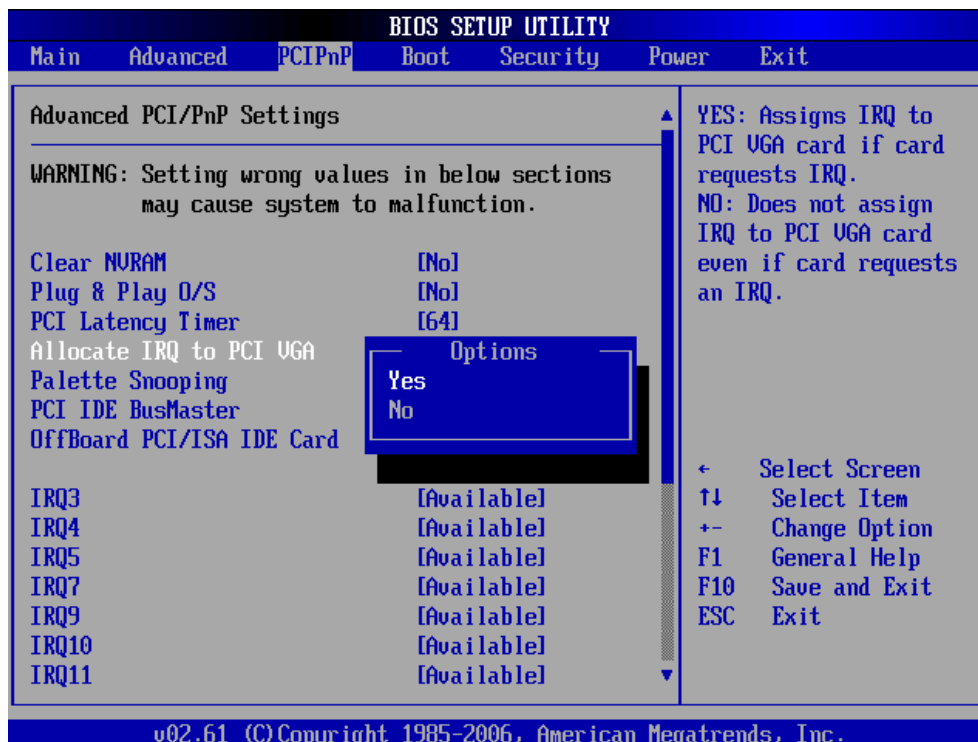 BIOS SETUP UTILITY
Main Advanced PCIPnP Boot Security Power Exit
Advanced PCI/PnP Settings
WARNING: Setting wrong values in below sections
may cause system to malfunction.
Clear NVRAM [No]
Plug & Play O/S [No]
PCI Latency Timer [64]
Allocate IRQ to PCI VGA
Palette Snooping
PCI IDE BusMaster
OffBoard PCI/ISA IDE Card
Options
Yes
No
IRQ3 [Available]
IRQ4 [Available]
IRQ5 [Available]
IRQ7 [Available]
IRQ9 [Available]
IRQ10 [Available]
IRQ11 [Available]
YES: Assigns IRQ to
PCI VGA card if card
requests IRQ.
NO: Does not assign
IRQ to PCI VGA card
even if card requests
an IRQ.
← Select Screen
↑↓ Select Item
+- Change Option
F1 General Help
F10 Save and Exit
ESC Exit
v02.61 (C)Copyright 1985-2006, American Megatrends, Inc.